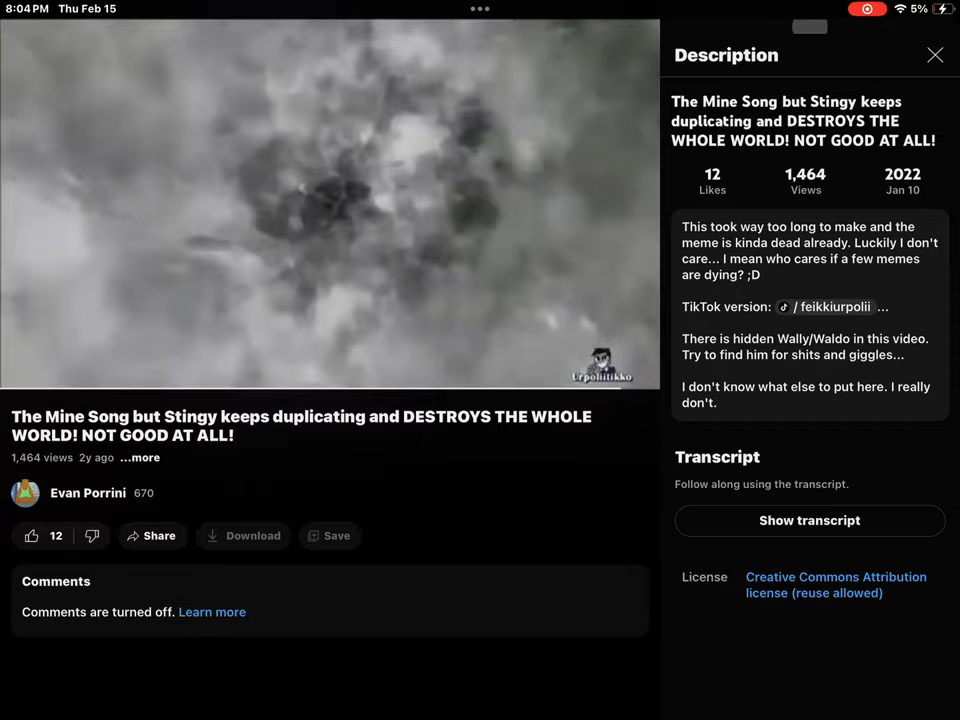 8:04 PM Thu Feb 15
5%
Urpoliitikko
The Mine Song but Stingy keeps duplicating and DESTROYS THE WHOLE
WORLD! NOT GOOD AT ALL!
1,464 views 2y ago ...more
Evan Porrini 670
12
Share
Download
Save
Comments
Comments are turned off. Learn more
Description
The Mine Song but Stingy keeps
duplicating and DESTROYS THE
WHOLE WORLD! NOT GOOD AT ALL!
12 1,464 2022
Likes Views Jan 10
This took way too long to make and the
meme is kinda dead already. Luckily I don't
care... I mean who cares if a few memes
are dying? ;D
TikTok version: / feikkiurpolii ...
There is hidden Wally/Waldo in this video.
Try to find him for shits and giggles...
I don't know what else to put here. I really
don't.
Transcript
Follow along using the transcript.
Show transcript
License Creative Commons Attribution
license (reuse allowed)